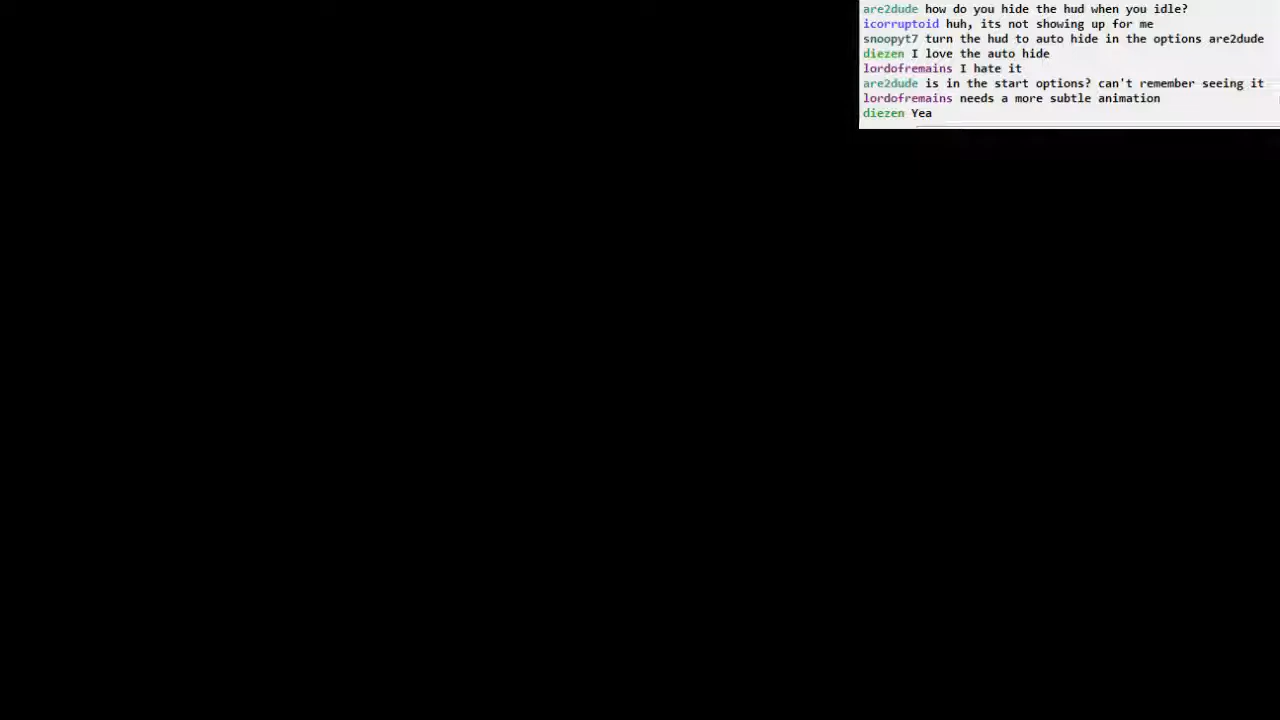 are2dude how do you hide the hud when you idle?
icorruptoid huh, its not showing up for me
snoopyt7 turn the hud to auto hide in the options are2dude
diezen I love the auto hide
lordofremains I hate it
are2dude is in the start options? can't remember seeing it
lordofremains needs a more subtle animation
diezen Yea